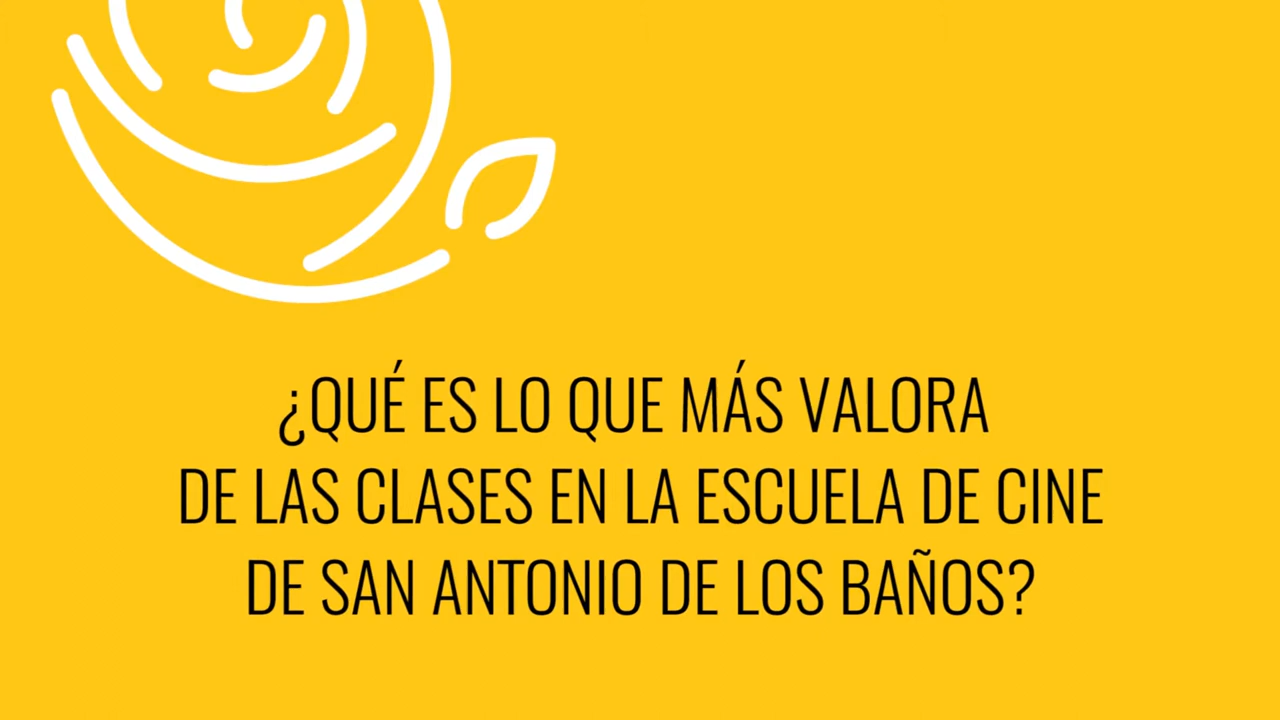 ¿QUÉ ES LO QUE MÁS VALORA
DE LAS CLASES EN LA ESCUELA DE CINE
DE SAN ANTONIO DE LOS BAÑOS?